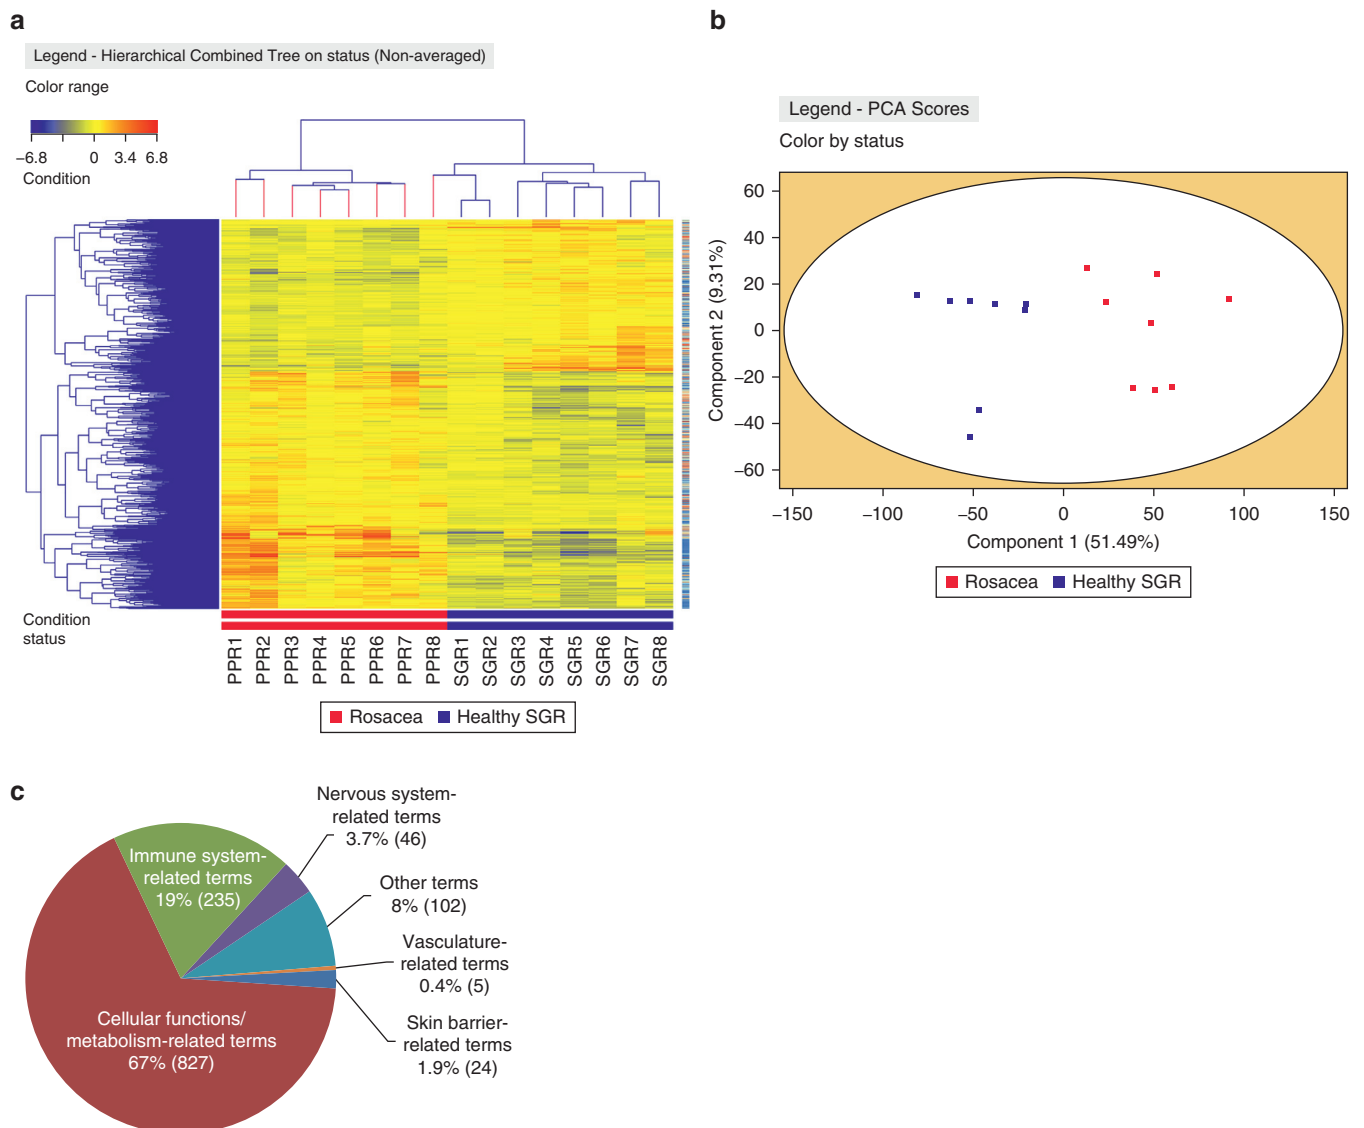 a
Legend - Hierarchical Combined Tree on status (Non-averaged)
Color range
−6.8 0 3.4 6.8
Condition
Condition
status
PPR1
PPR2
PPR3
PPR4
PPR5
PPR6
PPR7
PPR8
SGR1
SGR2
SGR3
SGR4
SGR5
SGR6
SGR7
SGR8
Rosacea Healthy SGR
b
Legend - PCA Scores
Color by status
Component 2 (9.31%)
60
40
20
0
−20
−40
−60
−150 −100 −50 0 50 100 150
Component 1 (51.49%)
Rosacea Healthy SGR
c
Nervous system-
related terms
3.7% (46)
Immune system-
related terms
19% (235)
Other terms
8% (102)
Vasculature-
related terms
0.4% (5)
Skin barrier-
related terms
1.9% (24)
Cellular functions/
metabolism-related terms
67% (827)